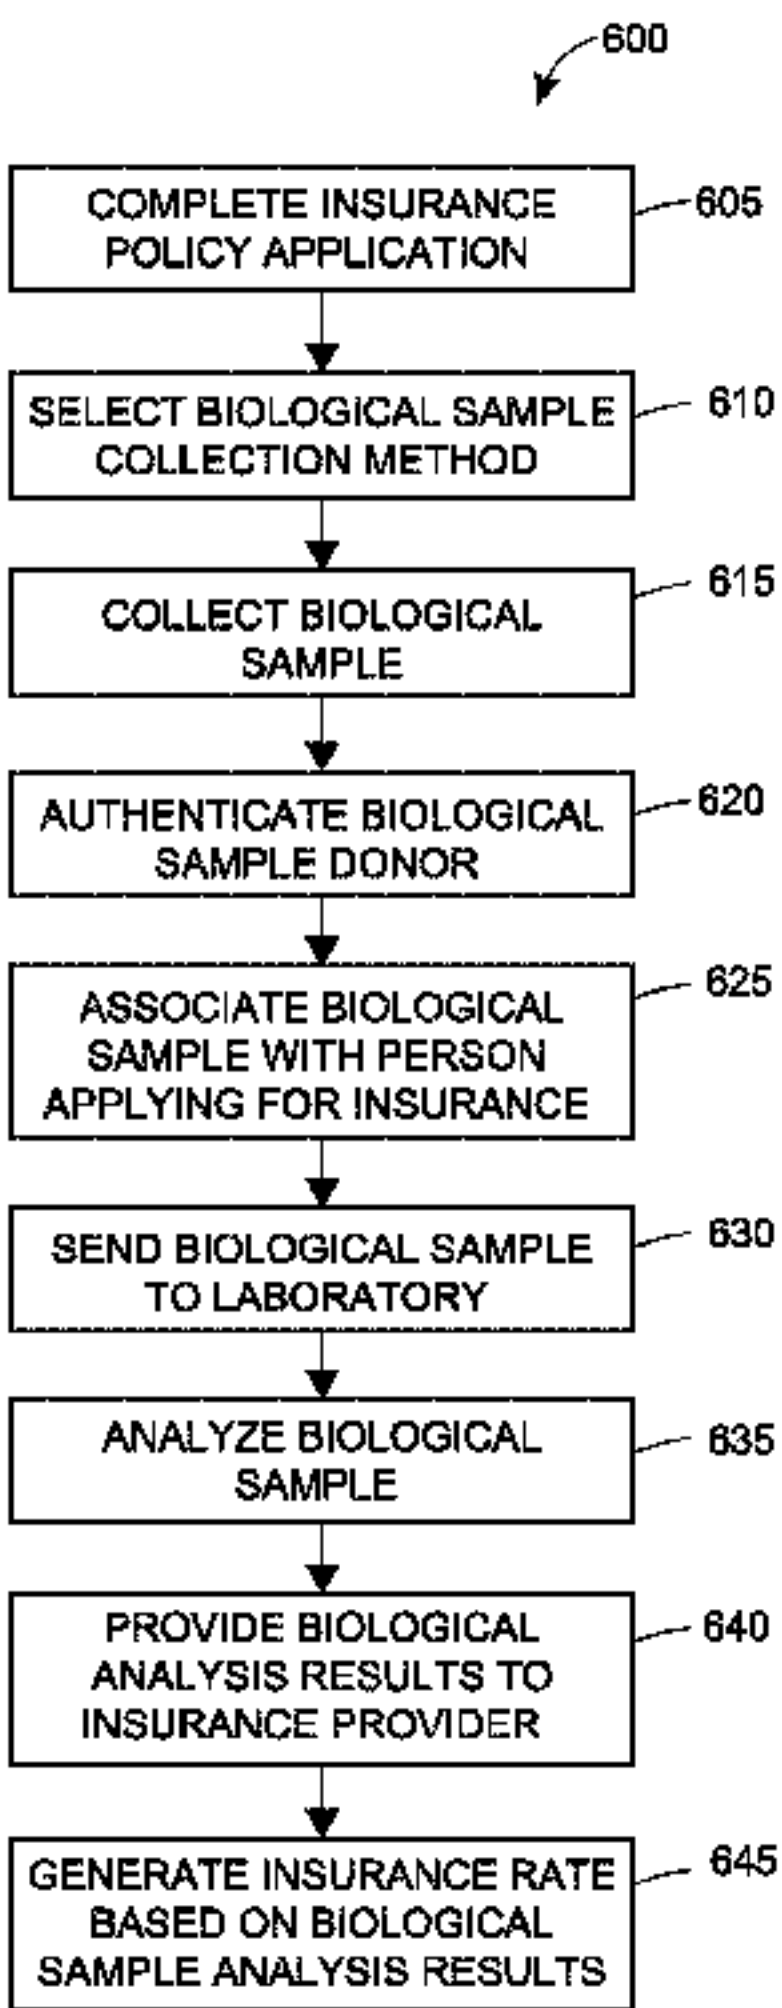 600
COMPLETE INSURANCE
POLICY APPLICATION
605
SELECT BIOLOGICAL SAMPLE
COLLECTION METHOD
610
COLLECT BIOLOGICAL
SAMPLE
615
AUTHENTICATE BIOLOGICAL
SAMPLE DONOR
620
ASSOCIATE BIOLOGICAL
SAMPLE WITH PERSON
APPLYING FOR INSURANCE
625
SEND BIOLOGICAL SAMPLE
TO LABORATORY
630
ANALYZE BIOLOGICAL
SAMPLE
635
PROVIDE BIOLOGICAL
ANALYSIS RESULTS TO
INSURANCE PROVIDER
640
GENERATE INSURANCE RATE
BASED ON BIOLOGICAL
SAMPLE ANALYSIS RESULTS
645